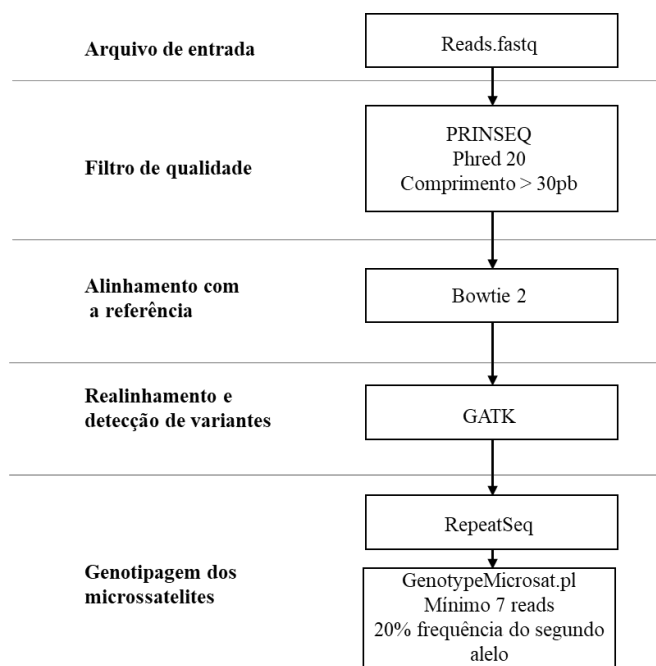 Arquivo de entrada
Reads.fastq
Filtro de qualidade
PRINSEQ
Phred 20
Comprimento > 30pb
Alinhamento com
a referência
Bowtie 2
Realinhamento e
detecção de variantes
GATK
Genotipagem dos
microssatelites
RepeatSeq
GenotypeMicrosat.pl
Mínimo 7 reads
20% frequência do segundo
alelo